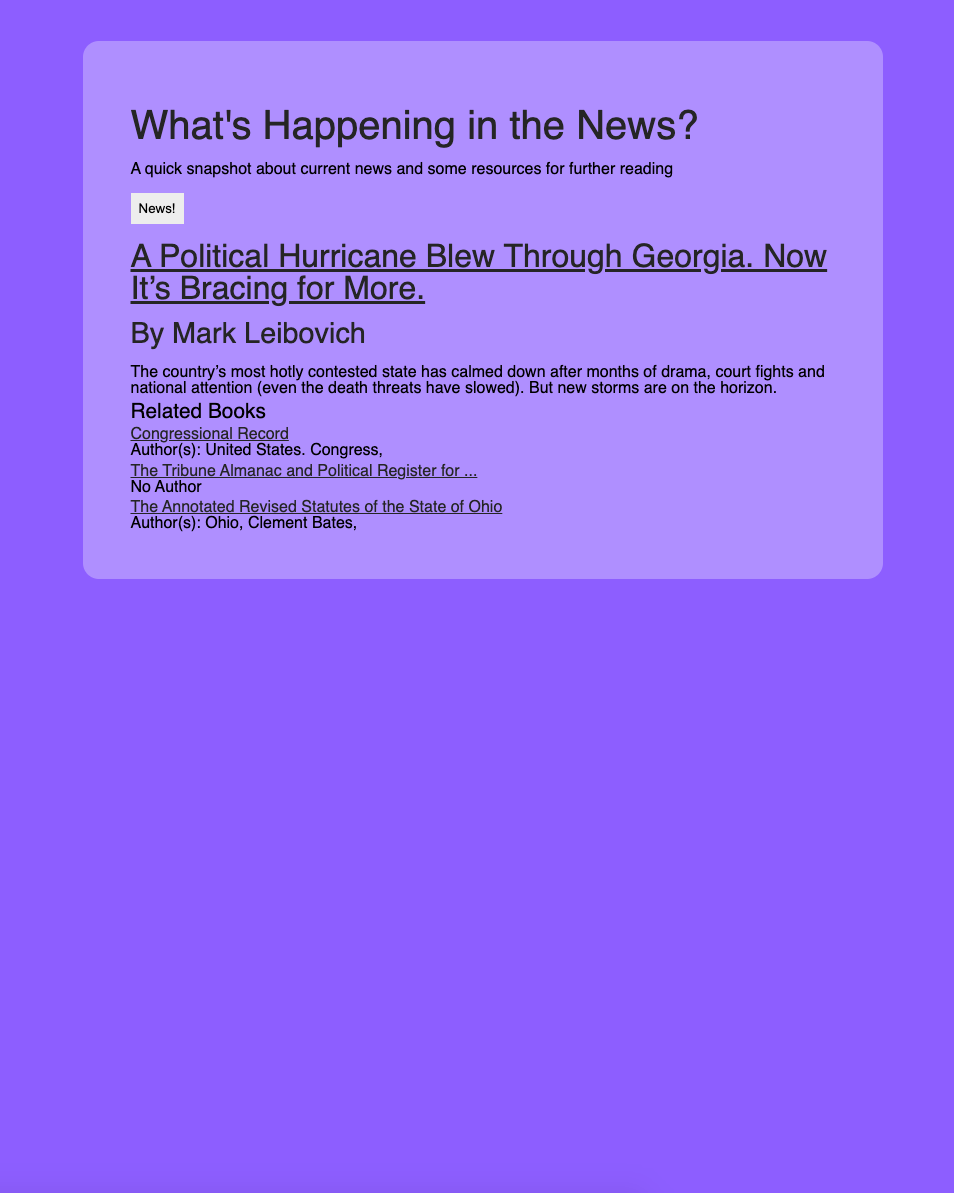 What's Happening in the News?
A quick snapshot about current news and some resources for further reading
News!
A Political Hurricane Blew Through Georgia. Now
It’s Bracing for More.
By Mark Leibovich
The country’s most hotly contested state has calmed down after months of drama, court fights and
national attention (even the death threats have slowed). But new storms are on the horizon.
Related Books
Congressional Record
Author(s): United States. Congress,
The Tribune Almanac and Political Register for ...
No Author
The Annotated Revised Statutes of the State of Ohio
Author(s): Ohio, Clement Bates,